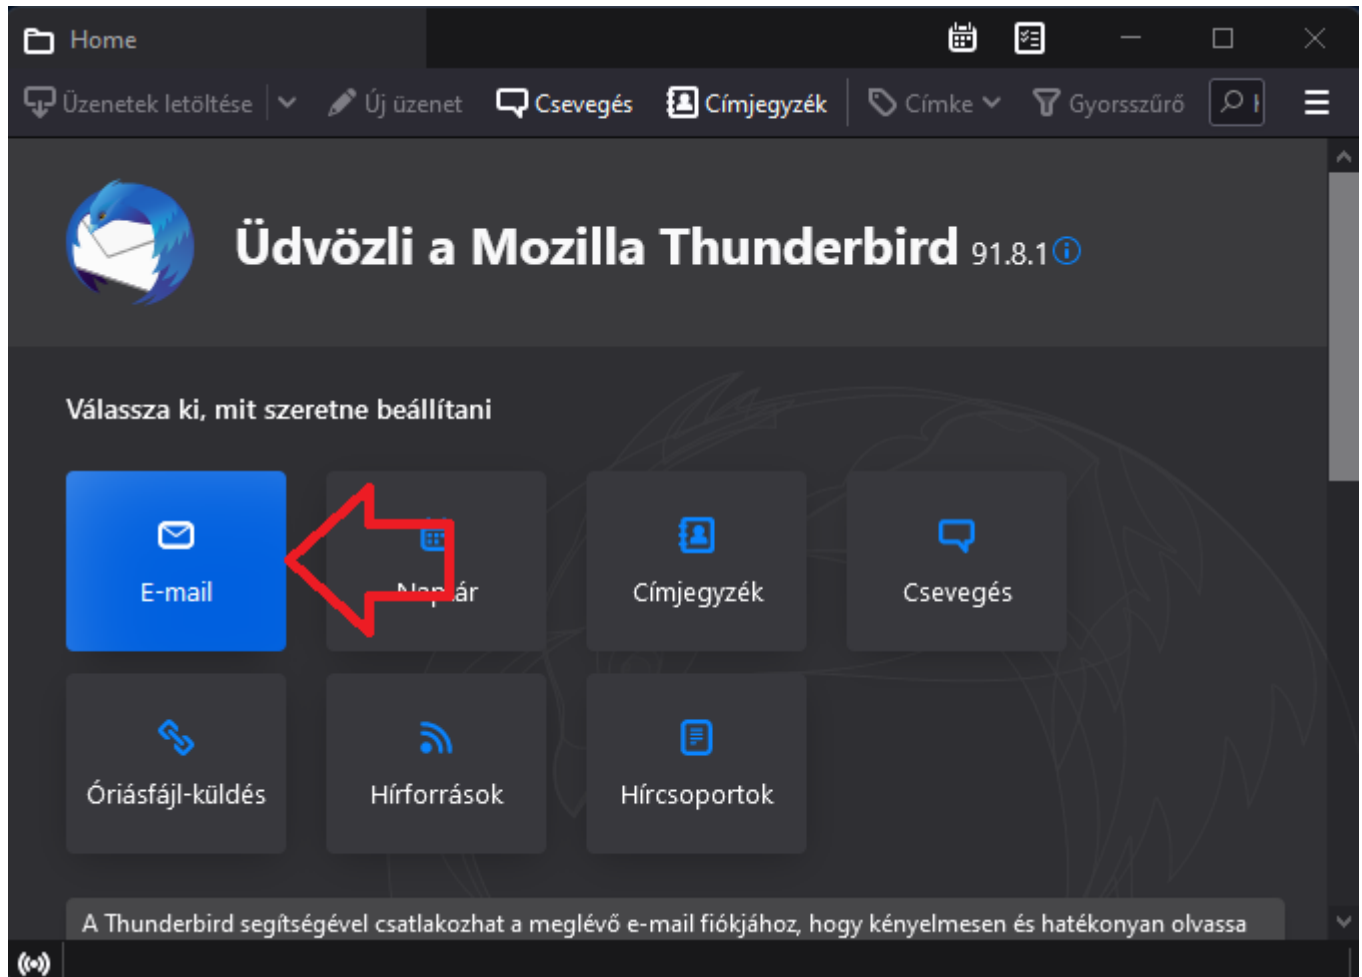 Home
Üzenetek letöltése Új üzenet Csevegés Címjegyzék Címke Gyorsszűrő
Üdvözli a Mozilla Thunderbird 91.8.1
Válassza ki, mit szeretne beállítani
E-mail Naptár Címjegyzék Csevegés
Óriásfájl-küldés Hírforrások Hírcsoportok
A Thunderbird segítségével csatlakozhat a meglévő e-mail fiókjához, hogy kényelmesen és hatékonyan olvassa